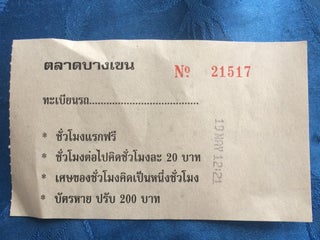 ตลาดบางเขน № 21517
ทะเบียนรถ....................................
* ชั่วโมงแรกฟรี
* ชั่วโมงต่อไปคิดชั่วโมงละ 20 บาท
* เศษของชั่วโมงคิดเป็นหนึ่งชั่วโมง
* บัตรหาย ปรับ 200 บาท
19 MAY 12:21